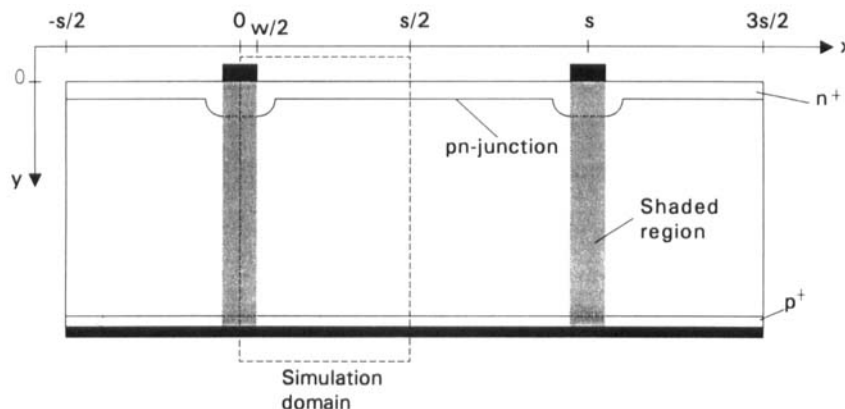 -s/2 0 w/2 s/2 s 3s/2
x
0
n+
pn-junction
y
Shaded
region
p+
Simulation
domain